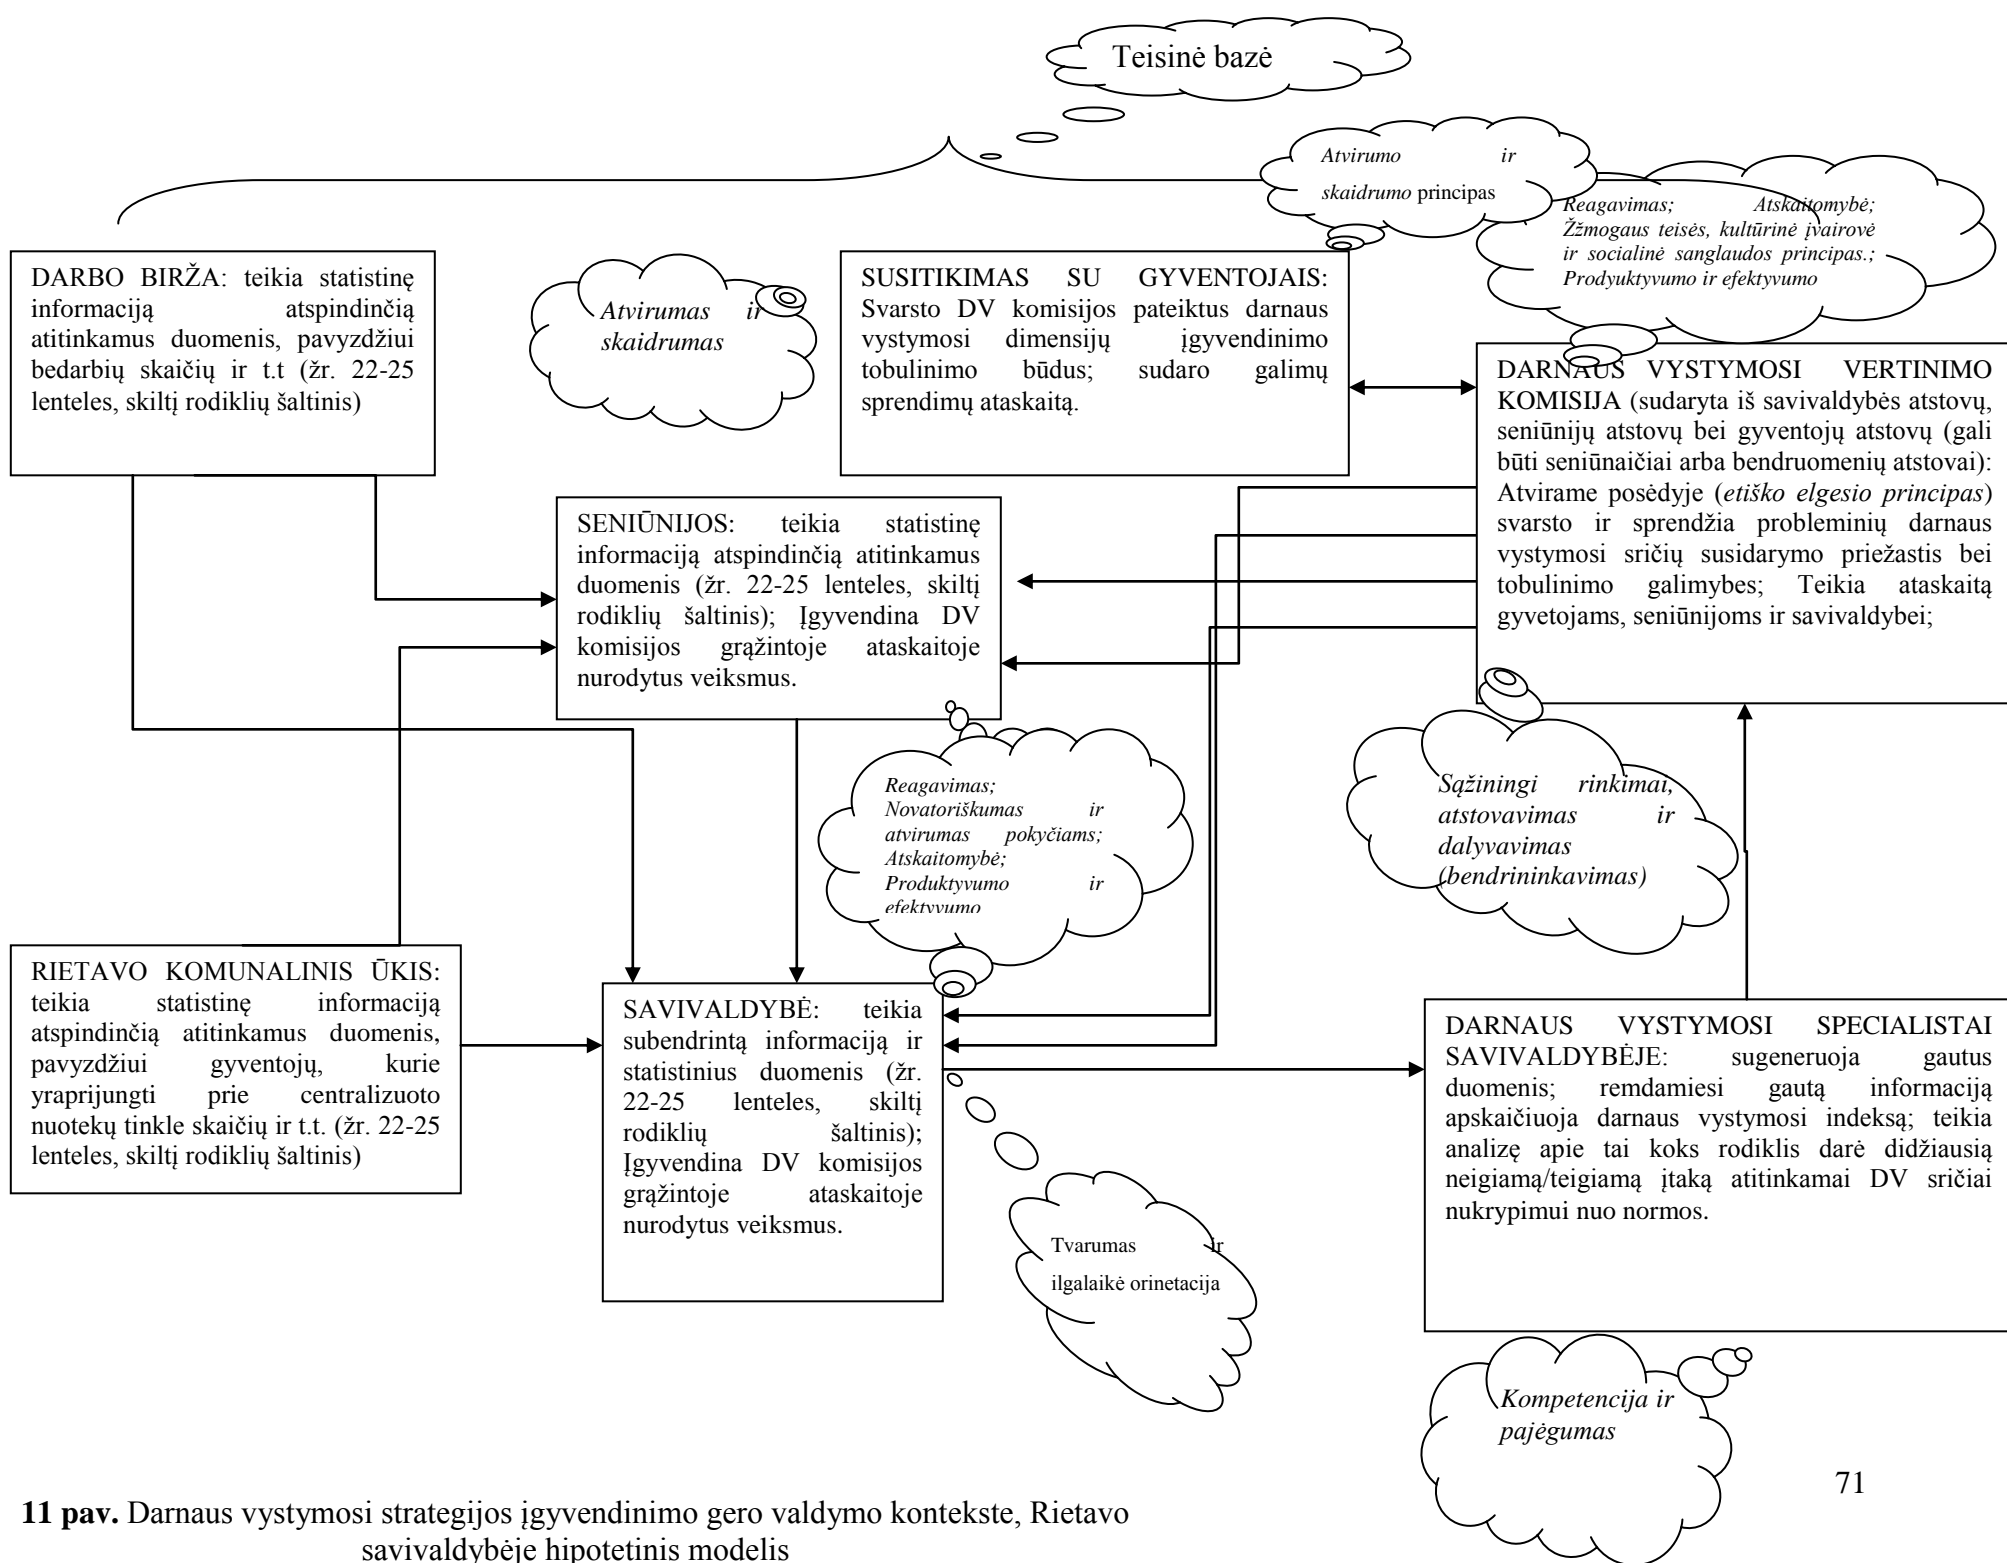 Teisinė bazė
Atvirumo ir
skaidrumo principas
Reagavimas; Atskaitomybė;
Žžmogaus teisės, kultūrinė įvairovė
ir socialinė sanglaudos principas.;
Prodyuktyvumo ir efektyvumo
DARBO BIRŽA: teikia statistinę
informaciją atspindinčią
atitinkamus duomenis, pavyzdžiui
bedarbių skaičių ir t.t (žr. 22-25
lenteles, skiltį rodiklių šaltinis)
Atvirumas ir
skaidrumas
SUSITIKIMAS SU GYVENTOJAIS:
Svarsto DV komisijos pateiktus darnaus
vystymosi dimensijų įgyvendinimo
tobulinimo būdus; sudaro galimų
sprendimų ataskaitą.
DARNAUS VYSTYMOSI VERTINIMO
KOMISIJA (sudaryta iš savivaldybės atstovų,
seniūnijų atstovų bei gyventojų atstovų (gali
būti seniūnaičiai arba bendruomenių atstovai):
Atvirame posėdyje (etiško elgesio principas)
svarsto ir sprendžia probleminių darnaus
vystymosi sričių susidarymo priežastis bei
tobulinimo galimybes; Teikia ataskaitą
gyvetojams, seniūnijoms ir savivaldybei;
SENIŪNIJOS: teikia statistinę
informaciją atspindinčią atitinkamus
duomenis (žr. 22-25 lenteles, skiltį
rodiklių šaltinis); Įgyvendina DV
komisijos grąžintoje ataskaitoje
nurodytus veiksmus.
Reagavimas;
Novatoriškumas ir
atvirumas pokyčiams;
Atskaitomybė;
Produktyvumo ir
efektyvumo
Sąžiningi rinkimai,
atstovavimas ir
dalyvavimas
(bendrininkavimas)
RIETAVO KOMUNALINIS ŪKIS:
teikia statistinę informaciją
atspindinčią atitinkamus duomenis,
pavyzdžiui gyventojų, kurie
yraprijungti prie centralizuoto
nuotekų tinkle skaičių ir t.t. (žr. 22-25
lenteles, skiltį rodiklių šaltinis)
SAVIVALDYBĖ: teikia
subendrintą informaciją ir
statistinius duomenis (žr.
22-25 lenteles, skiltį
rodiklių šaltinis);
Įgyvendina DV komisijos
grąžintoje ataskaitoje
nurodytus veiksmus.
DARNAUS VYSTYMOSI SPECIALISTAI
SAVIVALDYBĖJE: sugeneruoja gautus
duomenis; remdamiesi gautą informaciją
apskaičiuoja darnaus vystymosi indeksą; teikia
analizę apie tai koks rodiklis darė didžiausią
neigiamą/teigiamą įtaką atitinkamai DV sričiai
nukrypimui nuo normos.
Tvarumas ir
ilgalaikė orinetacija
Kompetencija ir
pajėgumas
71
11 pav. Darnaus vystymosi strategijos įgyvendinimo gero valdymo kontekste, Rietavo
savivaldybėje hipotetinis modelis